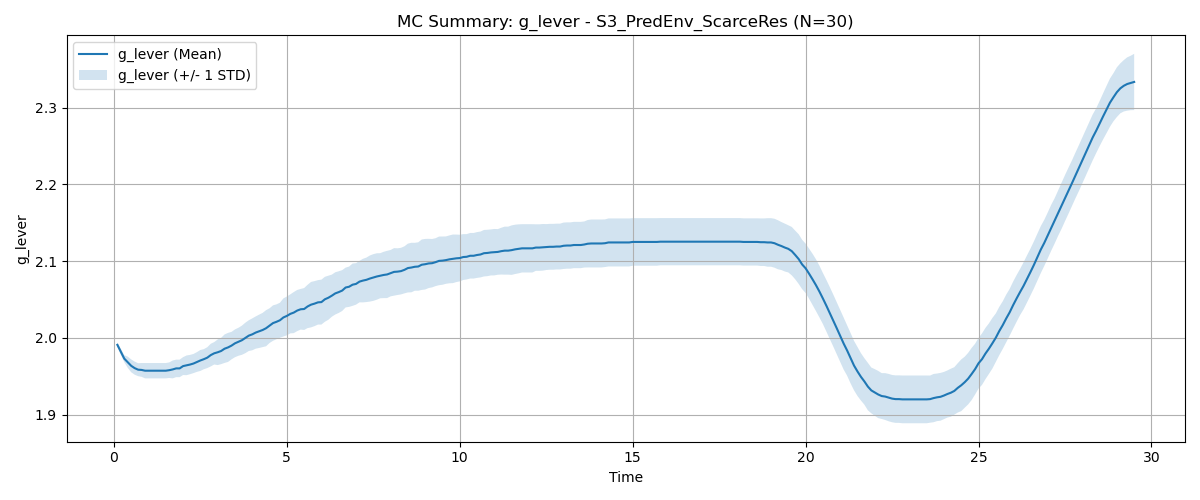 MC Summary: g_lever - S3_PredEnv_ScarceRes (N=30)
g_lever (Mean)
g_lever (+/- 1 STD)
g_lever
2.3
2.2
2.1
2.0
1.9
0 5 10 15 20 25 30
Time